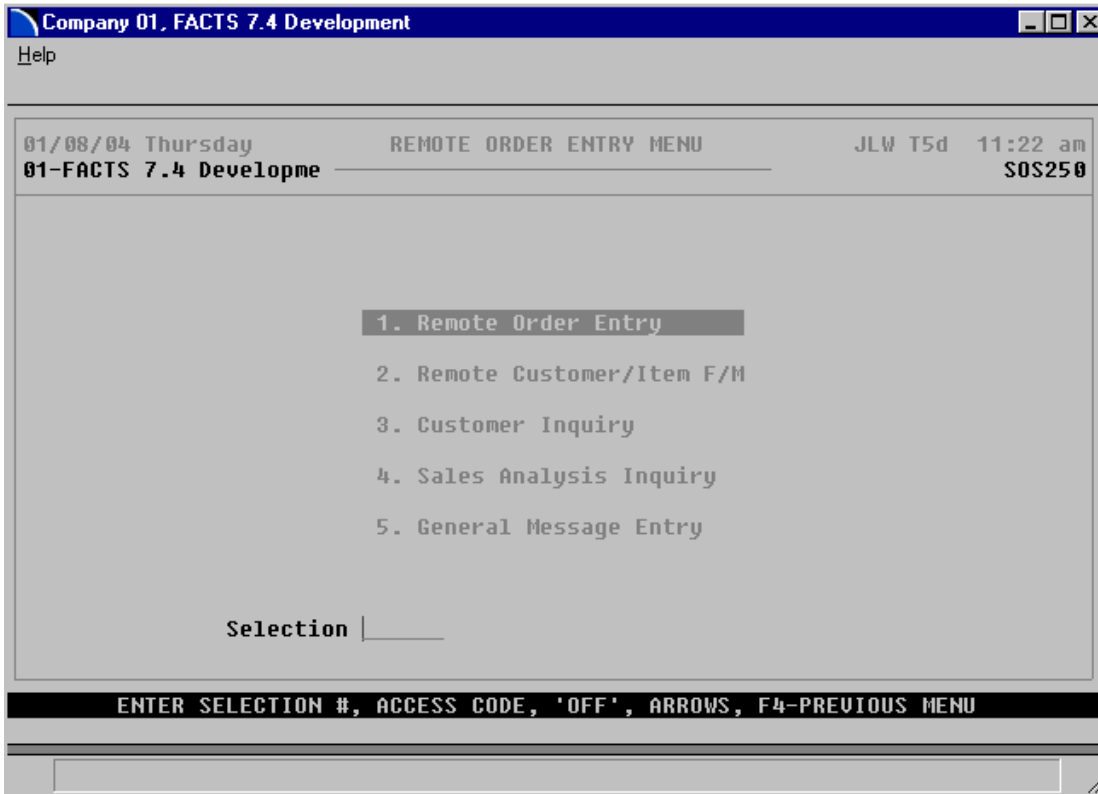 Company 01, FACTS 7.4 Development
Help
01/08/04 Thursday REMOTE ORDER ENTRY MENU JLW T5d 11:22 am
01-FACTS 7.4 Developme SOS250
1. Remote Order Entry
2. Remote Customer/Item F/M
3. Customer Inquiry
4. Sales Analysis Inquiry
5. General Message Entry
Selection
ENTER SELECTION #, ACCESS CODE, 'OFF', ARROWS, F4-PREVIOUS MENU